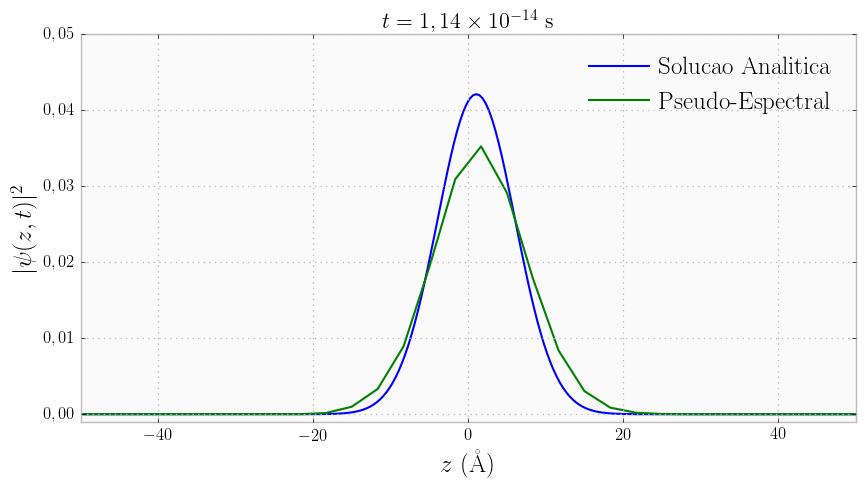 t = 1,14 × 10⁻¹⁴ s
Solucao Analitica
Pseudo-Espectral
|ψ(z, t)|²
0,05
0,04
0,03
0,02
0,01
0,00
−40 −20 0 20 40
z (Å)